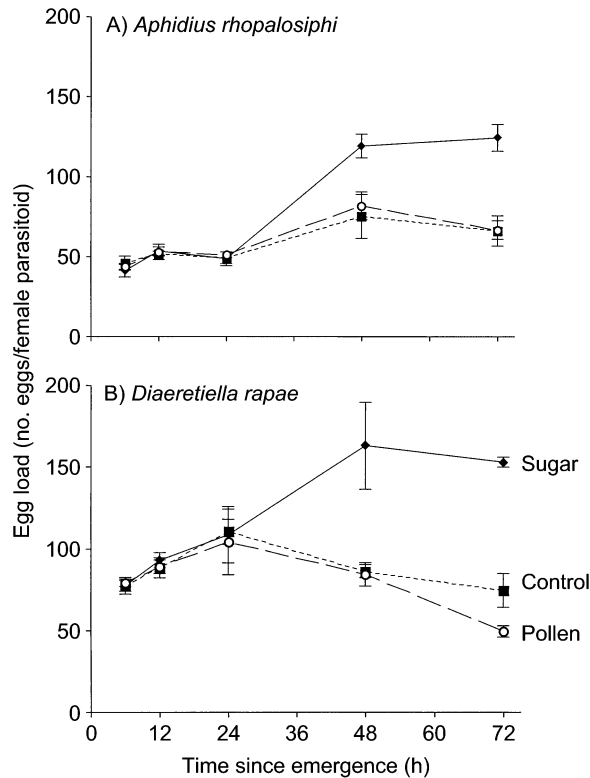 Egg load (no. eggs/female parasitoid)
A) Aphidius rhopalosiphi
200
150
100
50
0
B) Diaeretiella rapae
200
150
100
50
0
Sugar
Control
Pollen
0 12 24 36 48 60 72
Time since emergence (h)